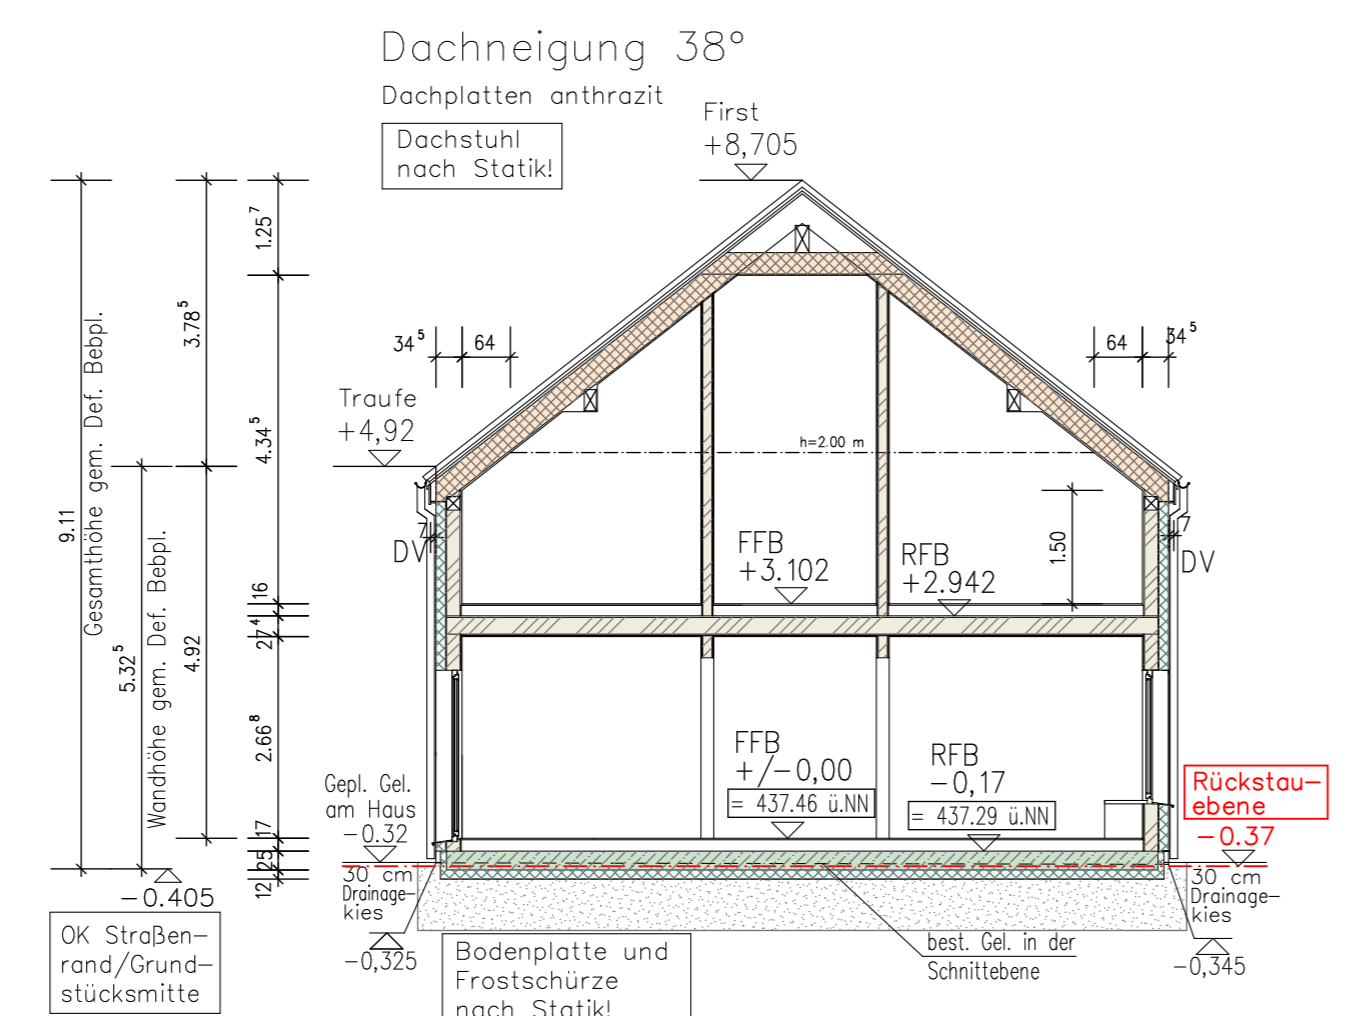 Dachneigung 38°
Dachplatten anthrazit
Dachstuhl
nach Statik!
First
+8,705
1.25⁷
3.78⁵
34⁵
64
64
34⁵
9.11
Gesamthöhe gem. Def. Bebpl.
4.34⁵
Traufe
+4,92
h=2.00 m
7
DV
7
DV
FFB
+3.102
RFB
+2.942
1.50
16
27⁴
5.32⁵
Wandhöhe gem. Def. Bebpl.
4.92
2.66⁸
FFB
+/-0,00
= 437.46 ü.NN
RFB
-0,17
= 437.29 ü.NN
Rückstau-
ebene
-0.37
Gepl. Gel.
am Haus
-0.32
17
25
12
-0.405
OK Straßen-
rand/Grund-
stücksmitte
30 cm
Drainage-
kies
-0,325
30 cm
Drainage-
kies
-0,345
Bodenplatte und
Frostschürze
nach Statik!
best. Gel. in der
Schnittebene